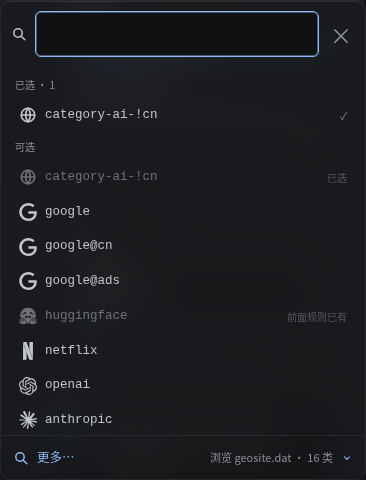 已选 · 1
category-ai-!cn ✓
可选
category-ai-!cn 已选
google
google@cn
google@ads
huggingface 前面规则已有
netflix
openai
anthropic
更多··· 浏览 geosite.dat · 16 类